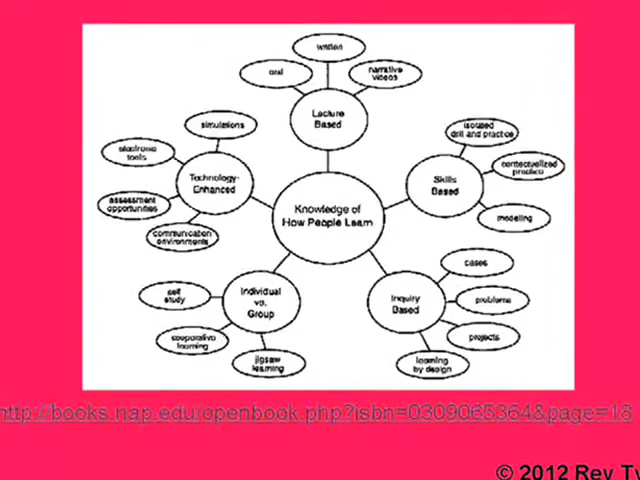 written
oral
narrative
videos
Lecture
Based
simulations
electronic
tools
Technology-
Enhanced
assessment
opportunities
communication
environments
isolated
drill and practice
Skills
Based
contextualized
practice
modeling
Knowledge of
How People Learn
Individual
vs.
Group
self
study
cooperative
learning
jigsaw
learning
Inquiry
Based
cases
problems
projects
learning
by design
http://books.nap.edu/openbook.php?isbn=0309065364&page=18
© 2012 Rev Ty